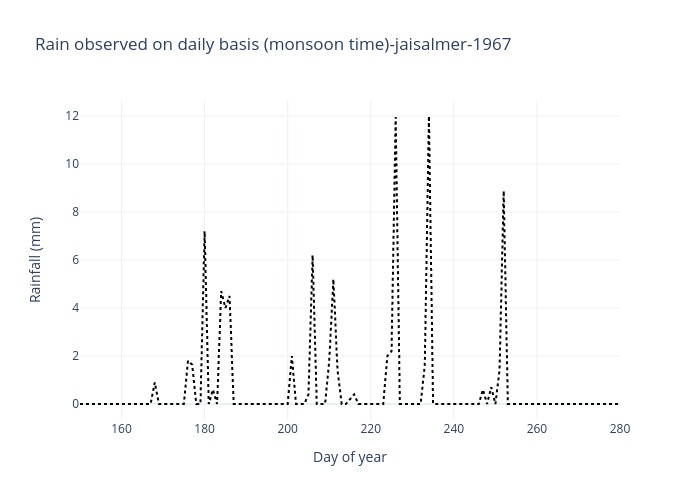 Rain observed on daily basis (monsoon time)-jaisalmer-1967
12
10
8
6
4
2
0
Rainfall (mm)
160 180 200 220 240 260 280
Day of year